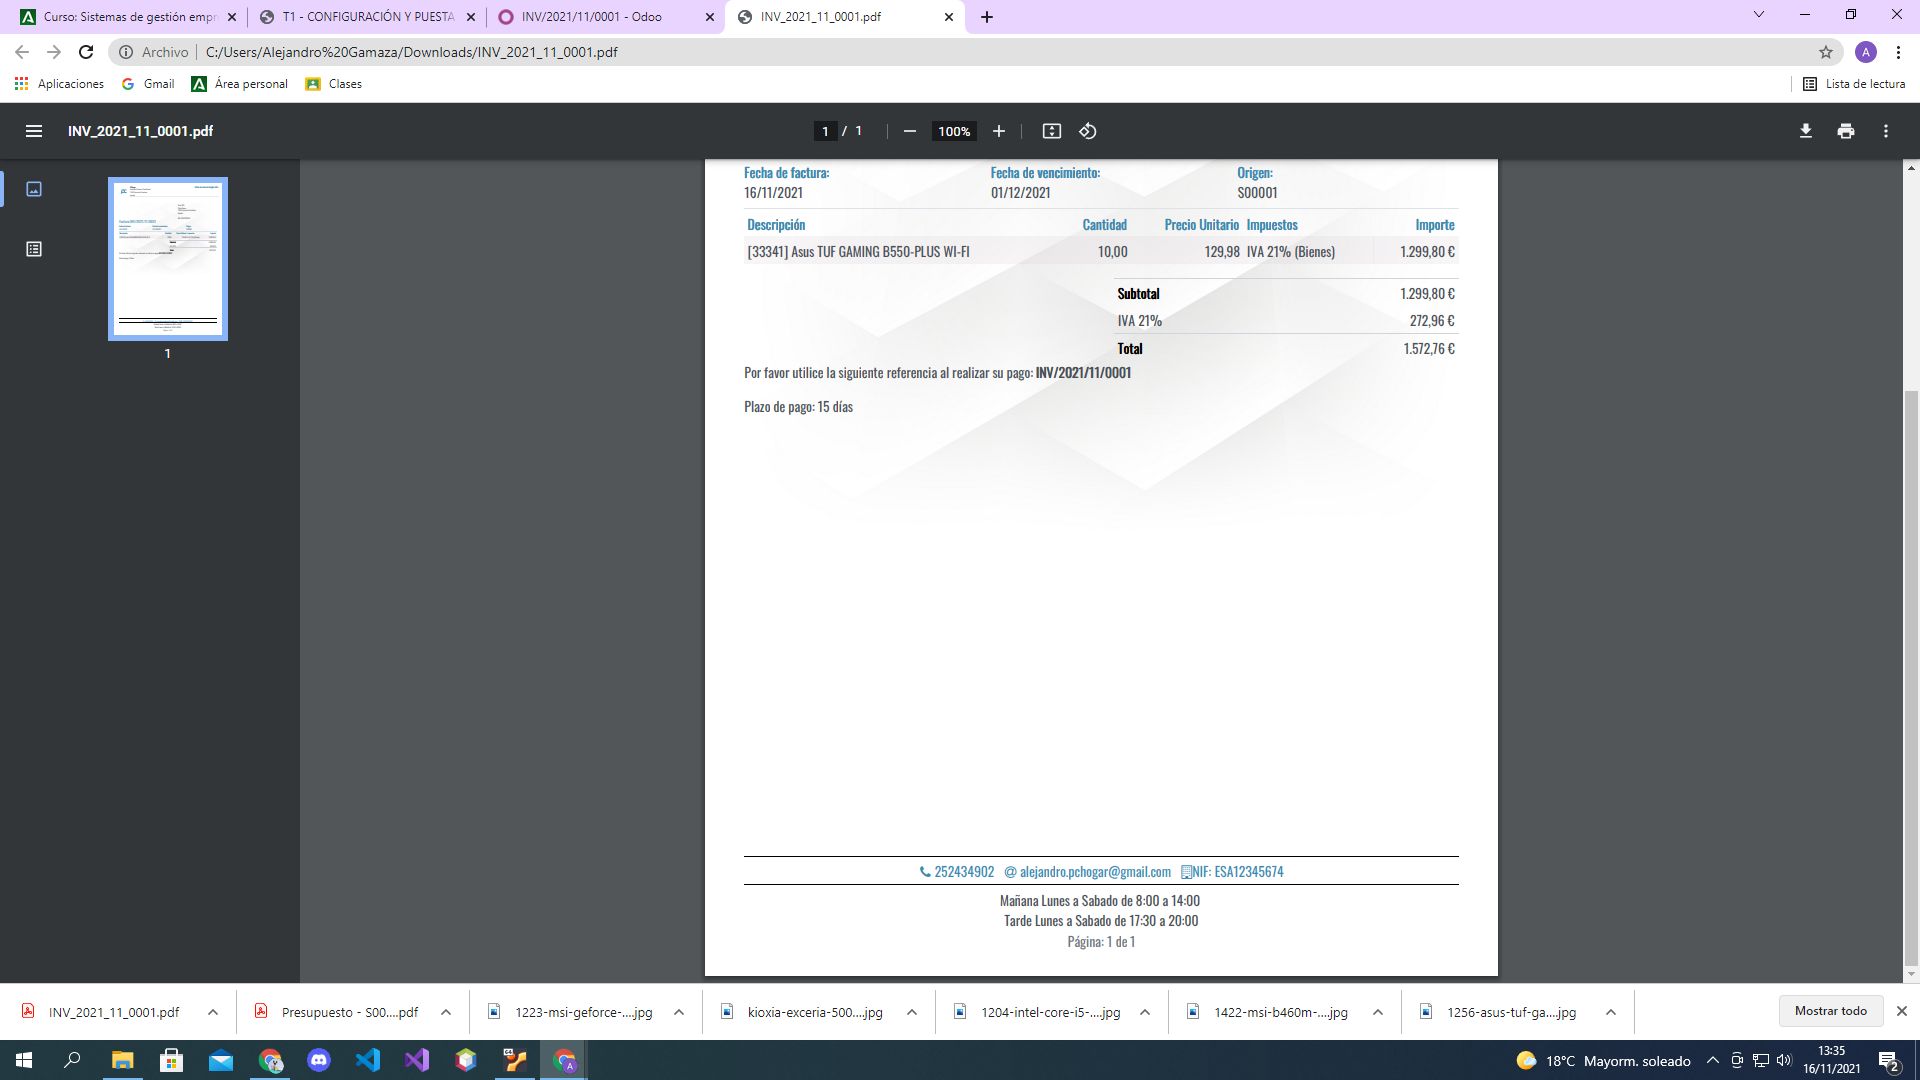 Curso: Sistemas de gestión empr
T1 - CONFIGURACIÓN Y PUESTA
INV/2021/11/0001 - Odoo
INV_2021_11_0001.pdf
Archivo
C:/Users/Alejandro%20Gamaza/Downloads/INV_2021_11_0001.pdf
A
Aplicaciones
Gmail
Área personal
Clases
Lista de lectura
INV_2021_11_0001.pdf
1 / 1
100%
1
Fecha de factura: Fecha de vencimiento: Origen:
16/11/2021 01/12/2021 S00001
Descripción Cantidad Precio Unitario Impuestos Importe
[33341] Asus TUF GAMING B550-PLUS WI-FI 10,00 129,98 IVA 21% (Bienes) 1.299,80 €
Subtotal 1.299,80 €
IVA 21% 272,96 €
Total 1.572,76 €
Por favor utilice la siguiente referencia al realizar su pago: INV/2021/11/0001
Plazo de pago: 15 días
252434902 @ alejandro.pchogar@gmail.com NIF: ESA12345674
Mañana Lunes a Sabado de 8:00 a 14:00
Tarde Lunes a Sabado de 17:30 a 20:00
Página: 1 de 1
INV_2021_11_0001.pdf
Presupuesto - S00....pdf
1223-msi-geforce-....jpg
kioxia-exceria-500....jpg
1204-intel-core-i5-....jpg
1422-msi-b460m-....jpg
1256-asus-tuf-ga....jpg
Mostrar todo
18°C Mayorm. soleado
13:35
16/11/2021
2